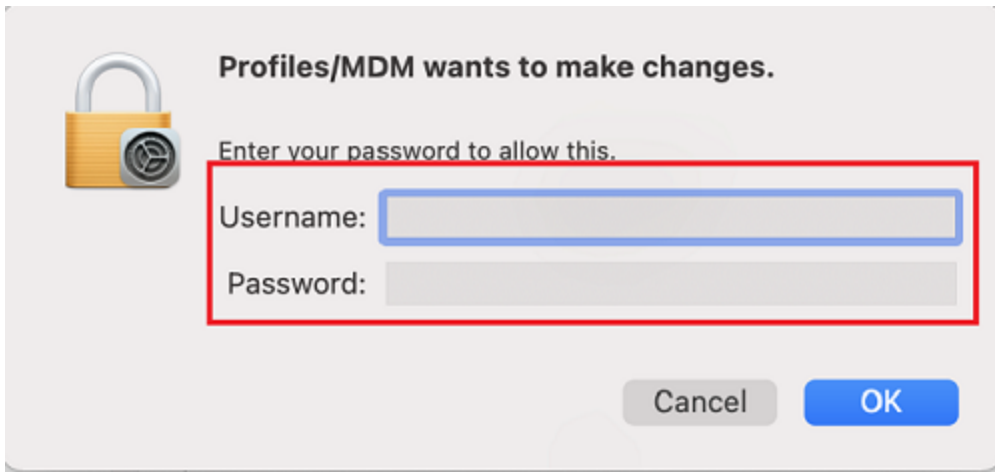 Profiles/MDM wants to make changes.
Enter your password to allow this.
Username:
Password:
Cancel OK